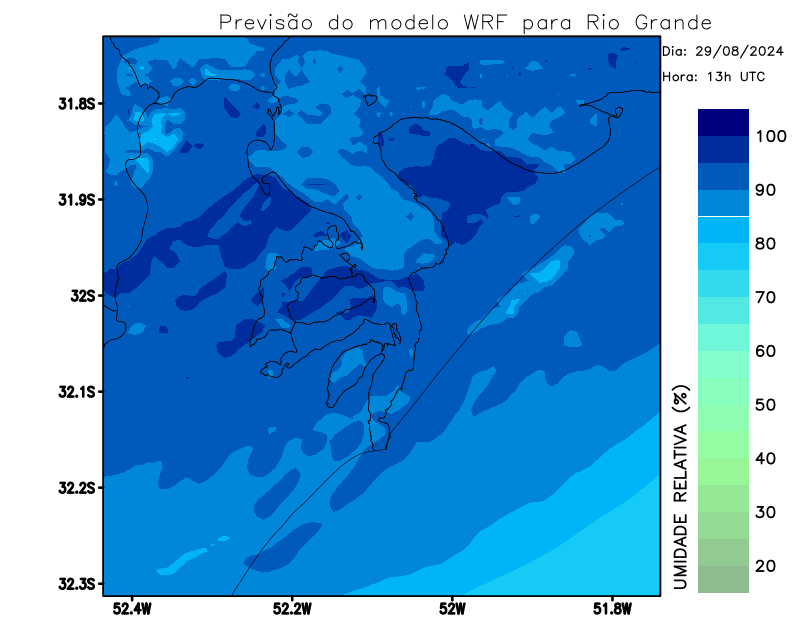 Previsão do modelo WRF para Rio Grande
Dia: 29/08/2024
Hora: 13h UTC
31.8S
31.9S
32S
32.1S
32.2S
32.3S
52.4W
52.2W
52W
51.8W
100
90
80
70
60
50
40
30
20
UMIDADE RELATIVA (%)